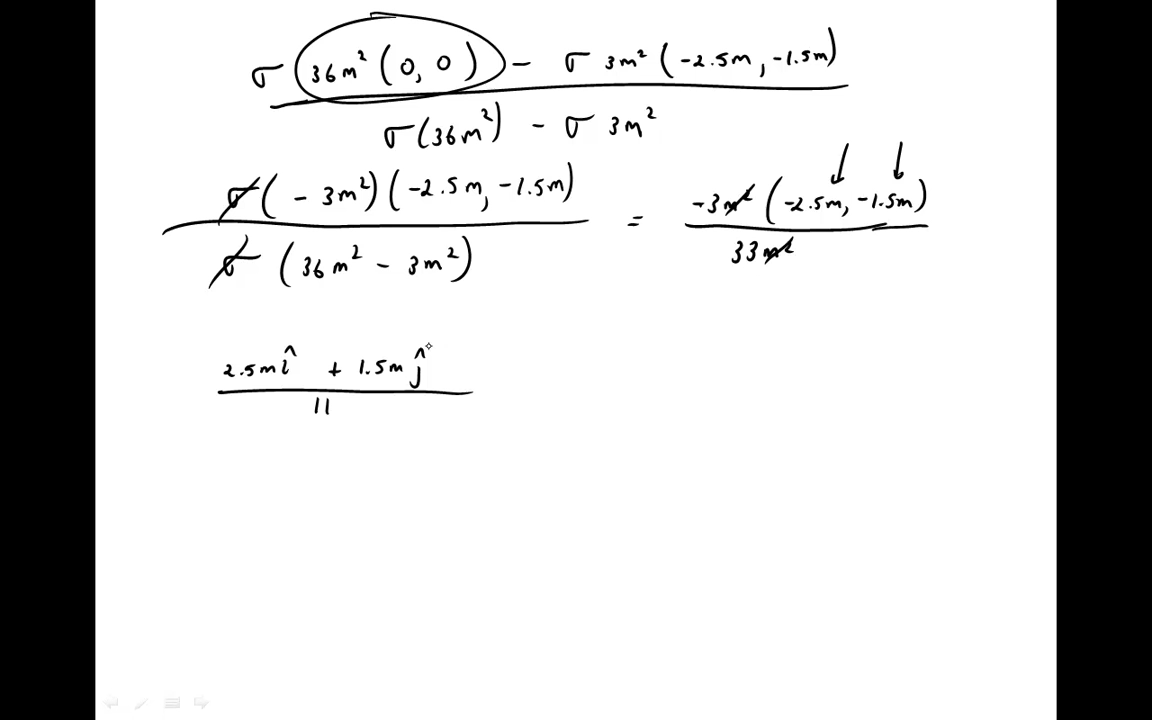 σ (36m² (0, 0) - σ 3m² (-2.5m, -1.5m)
σ(36m²) - σ 3m²
σ( - 3m²)(-2.5m, -1.5m) = -3m² (-2.5m, -1.5m)
σ (36m² - 3m²) 33m²
2.5m î + 1.5m ĵ
11